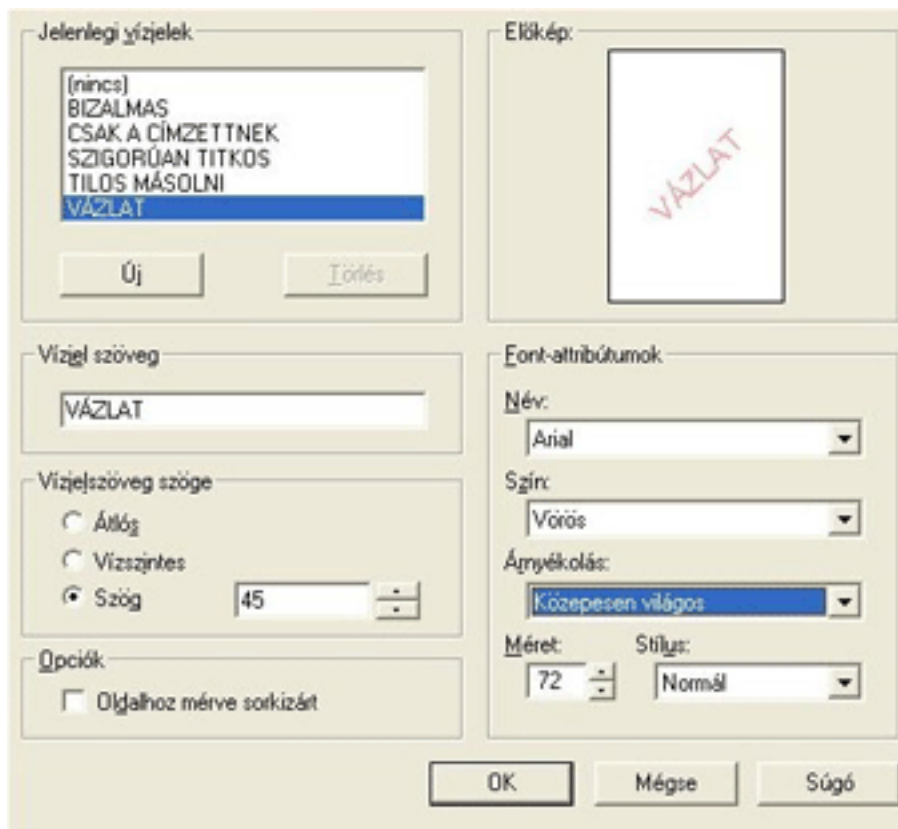 Jelenlegi vízjelek
(nincs)
BIZALMAS
CSAK A CÍMZETTNEK
SZIGORÚAN TITKOS
TILOS MÁSOLNI
VÁZLAT
Új
Törlés
Előkép:
VÁZLAT
Vízjel szöveg
VÁZLAT
Vízjelszöveg szöge
Átlós
Vízszintes
Szög
45
Opciók
Oldalhoz mérve sorkizárt
Font-attribútumok
Név:
Arial
Szín:
Vörös
Árnyékolás:
Közepesen világos
Méret:
Stílus:
72
Normál
OK
Mégse
Súgó